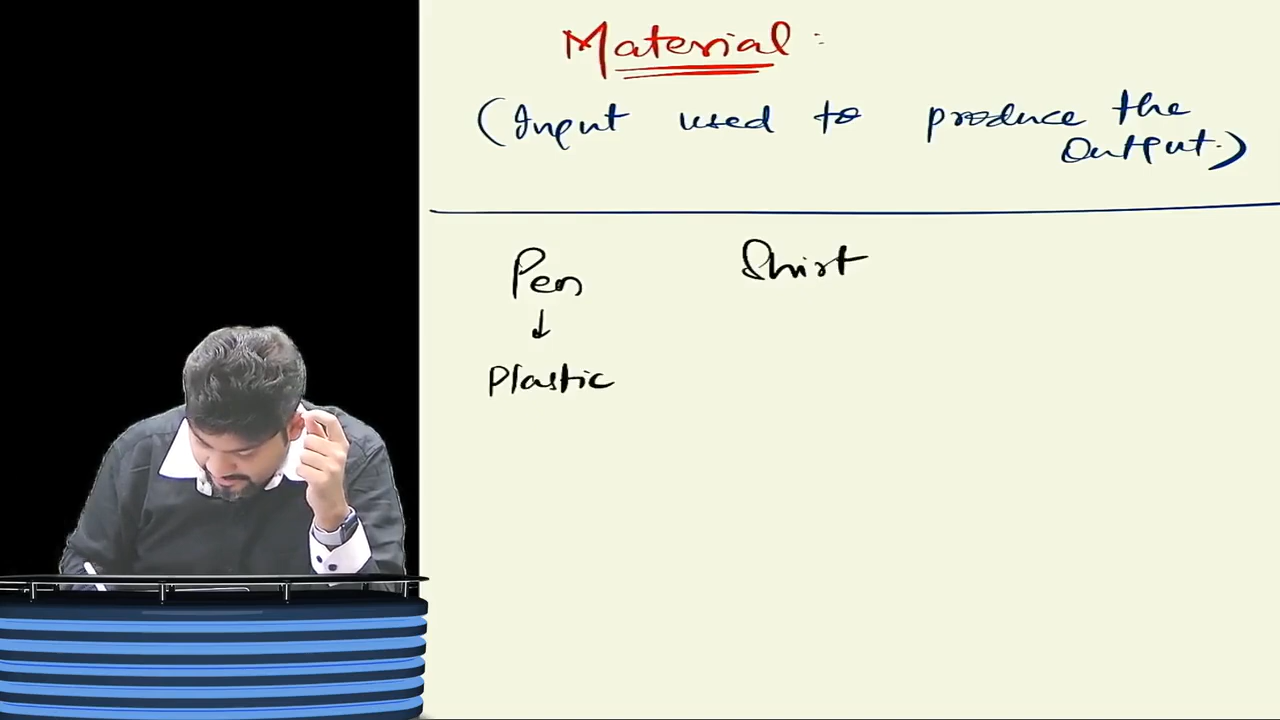 Material :
(Input used to produce the
Output.)
Pen Shirt
↓
Plastic